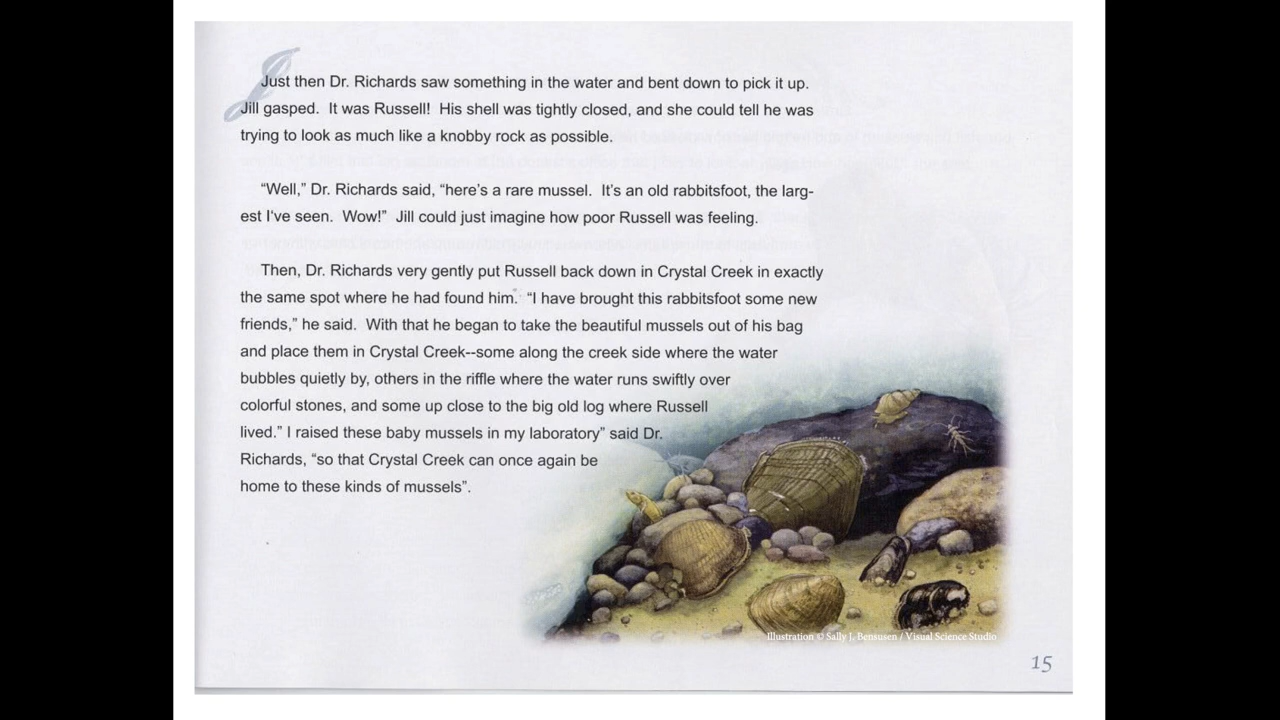 Just then Dr. Richards saw something in the water and bent down to pick it up.
Jill gasped.  It was Russell!  His shell was tightly closed, and she could tell he was
trying to look as much like a knobby rock as possible.
“Well,” Dr. Richards said, “here’s a rare mussel.  It’s an old rabbitsfoot, the larg-
est I've seen.  Wow!”  Jill could just imagine how poor Russell was feeling.
Then, Dr. Richards very gently put Russell back down in Crystal Creek in exactly
the same spot where he had found him.  “I have brought this rabbitsfoot some new
friends,” he said.  With that he began to take the beautiful mussels out of his bag
and place them in Crystal Creek--some along the creek side where the water
bubbles quietly by, others in the riffle where the water runs swiftly over
colorful stones, and some up close to the big old log where Russell
lived.” I raised these baby mussels in my laboratory” said Dr.
Richards, “so that Crystal Creek can once again be
home to these kinds of mussels”.
Illustration © Sally J. Bensusen / Visual Science Studio
15